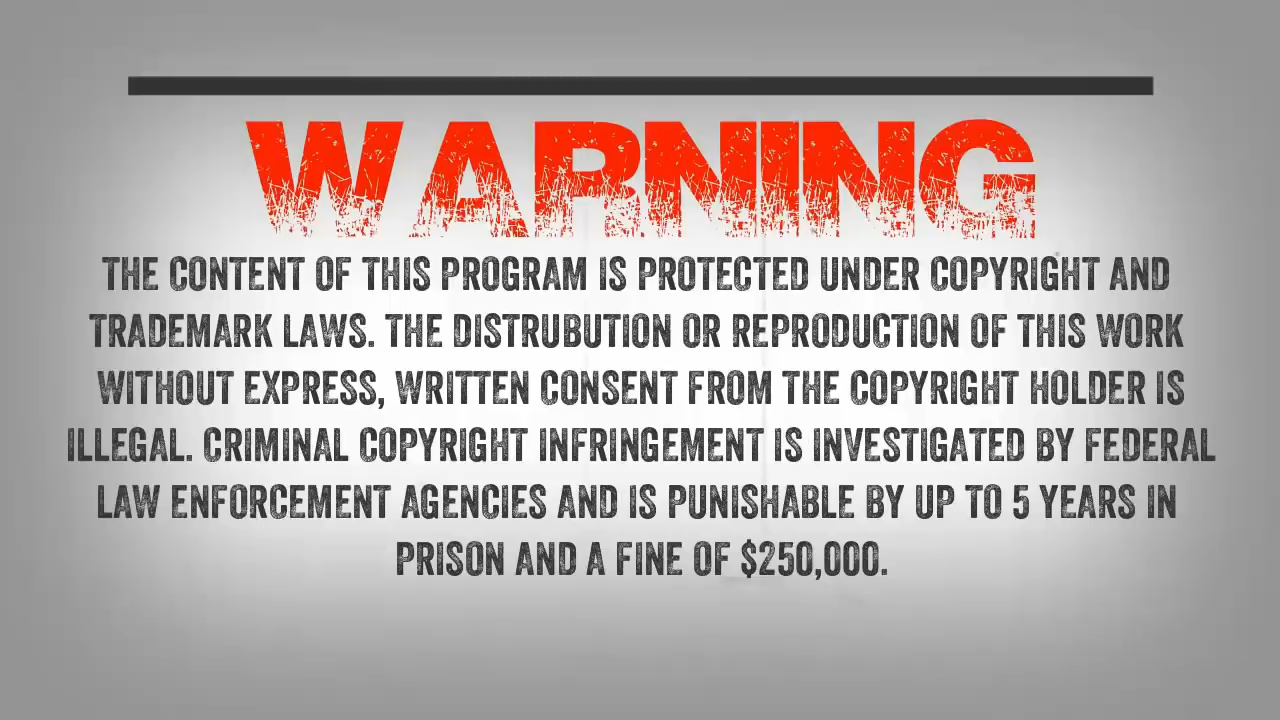 WARNING
THE CONTENT OF THIS PROGRAM IS PROTECTED UNDER COPYRIGHT AND
TRADEMARK LAWS. THE DISTRUBUTION OR REPRODUCTION OF THIS WORK
WITHOUT EXPRESS, WRITTEN CONSENT FROM THE COPYRIGHT HOLDER IS
ILLEGAL. CRIMINAL COPYRIGHT INFRINGEMENT IS INVESTIGATED BY FEDERAL
LAW ENFORCEMENT AGENCIES AND IS PUNISHABLE BY UP TO 5 YEARS IN
PRISON AND A FINE OF $250,000.